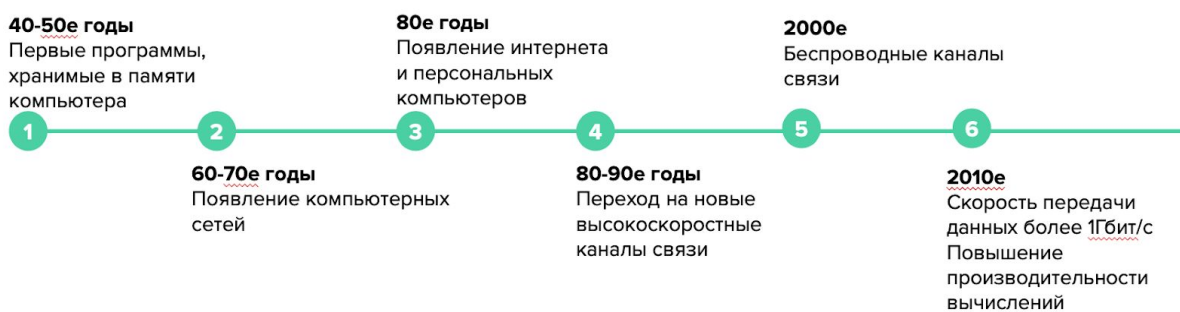 40-50е годы
Первые программы,
хранимые в памяти
компьютера
1
60-70е годы
Появление компьютерных
сетей
2
80е годы
Появление интернета
и персональных
компьютеров
3
80-90е годы
Переход на новые
высокоскоростные
каналы связи
4
2000е
Беспроводные каналы
связи
5
2010е
Скорость передачи
данных более 1Гбит/с
Повышение
производительности
вычислений
6